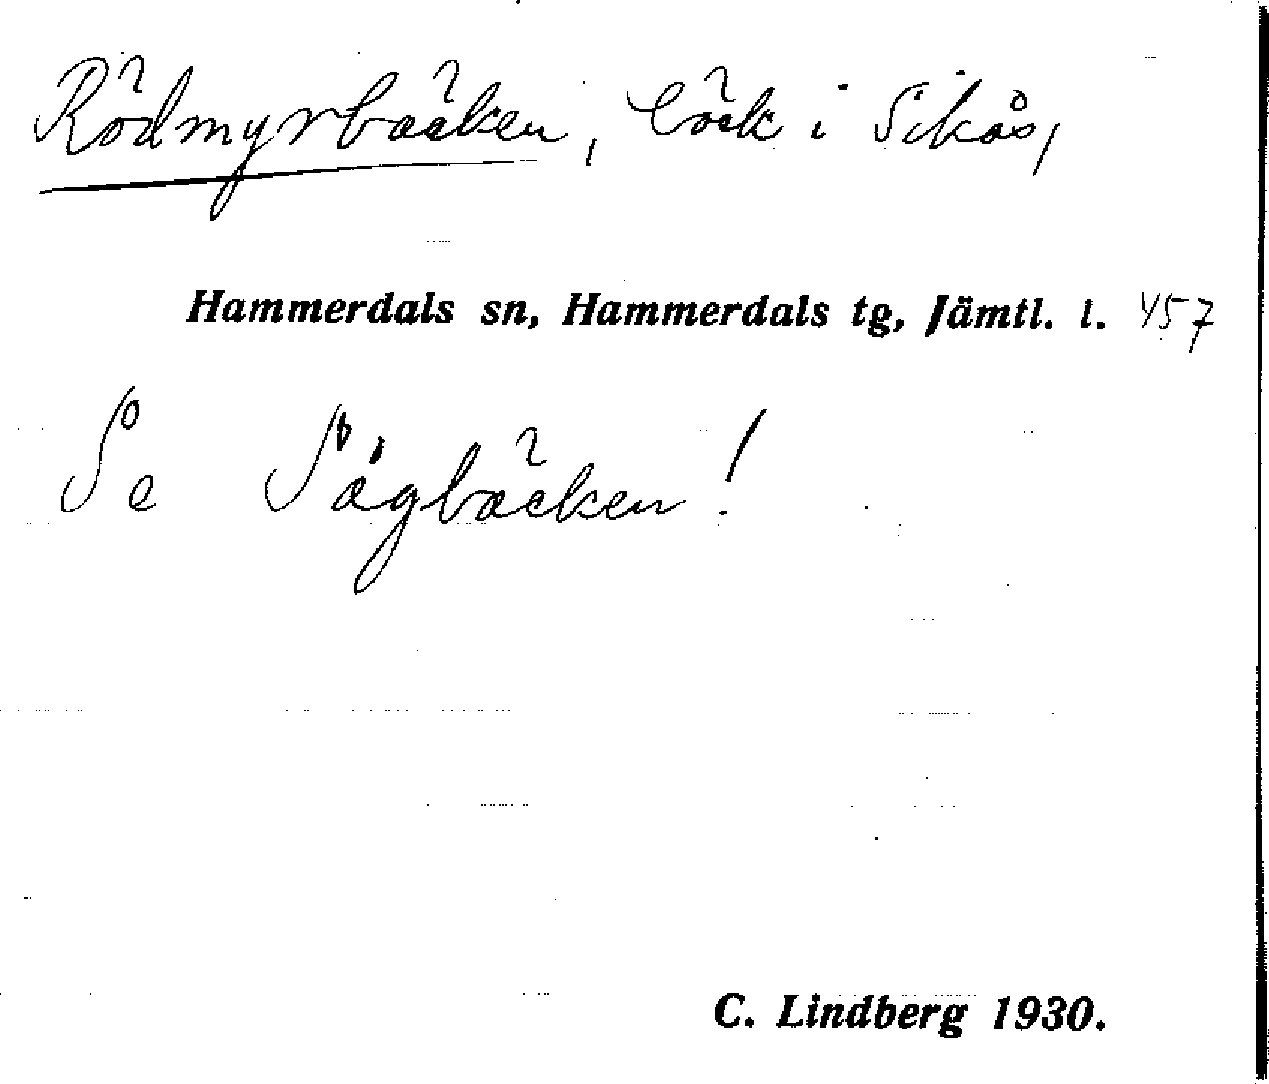 Rödmyrbäcken, bäck i Sikås,
Hammerdals sn, Hammerdals tg, Jämtl. l. 457
Se Sågbäcken!
C. Lindberg 1930.